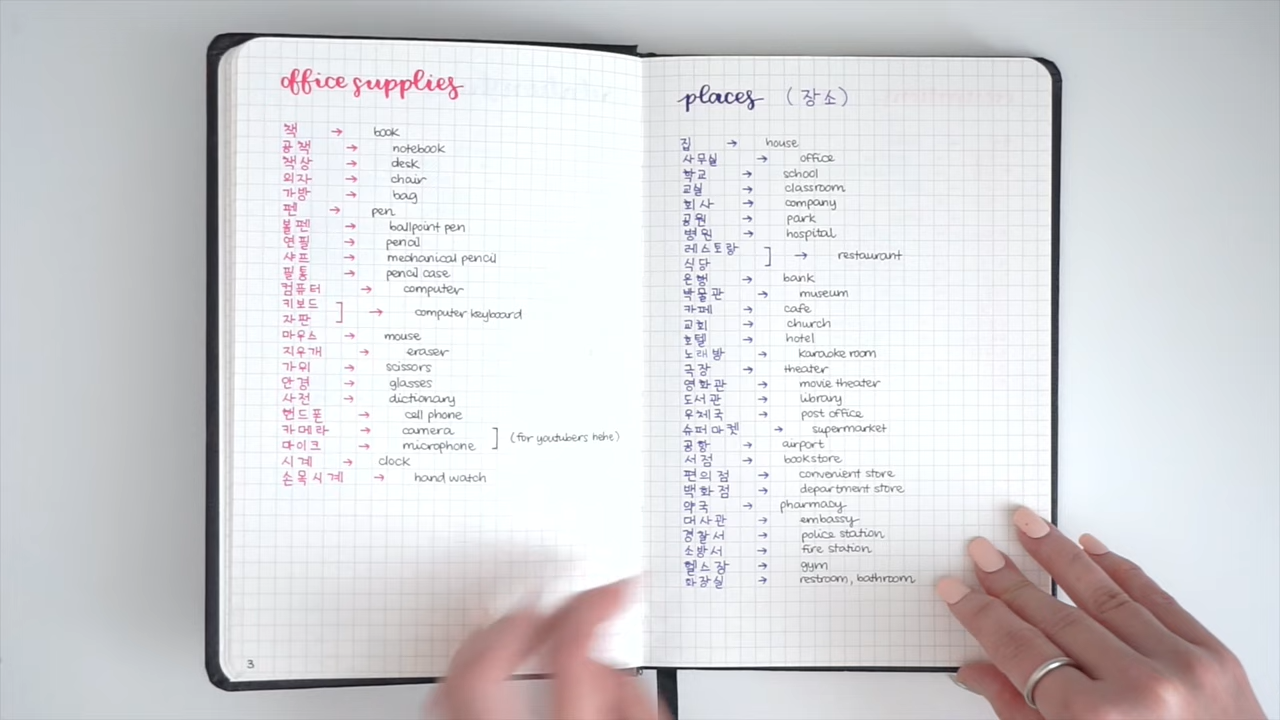 office supplies
책 → book
공책 → notebook
책상 → desk
의자 → chair
가방 → bag
펜 → pen
볼펜 → ballpoint pen
연필 → pencil
샤프 → mechanical pencil
필통 → pencil case
컴퓨터 → computer
키보드
자판 ] → computer keyboard
마우스 → mouse
지우개 → eraser
가위 → scissors
안경 → glasses
사전 → dictionary
핸드폰 → cell phone
카메라 → camera
마이크 → microphone ] (for youtubers hehe)
시계 → clock
손목시계 → hand watch
3
places (장소)
집 → house
사무실 → office
학교 → school
교실 → classroom
회사 → company
공원 → park
병원 → hospital
레스토랑
식당 ] → restaurant
은행 → bank
박물관 → museum
카페 → cafe
교회 → church
호텔 → hotel
노래방 → karaoke room
극장 → theater
영화관 → movie theater
도서관 → library
우체국 → post office
슈퍼마켓 → supermarket
공항 → airport
서점 → bookstore
편의점 → convenient store
백화점 → department store
약국 → pharmacy
대사관 → embassy
경찰서 → police station
소방서 → fire station
헬스장 → gym
화장실 → restroom, bathroom